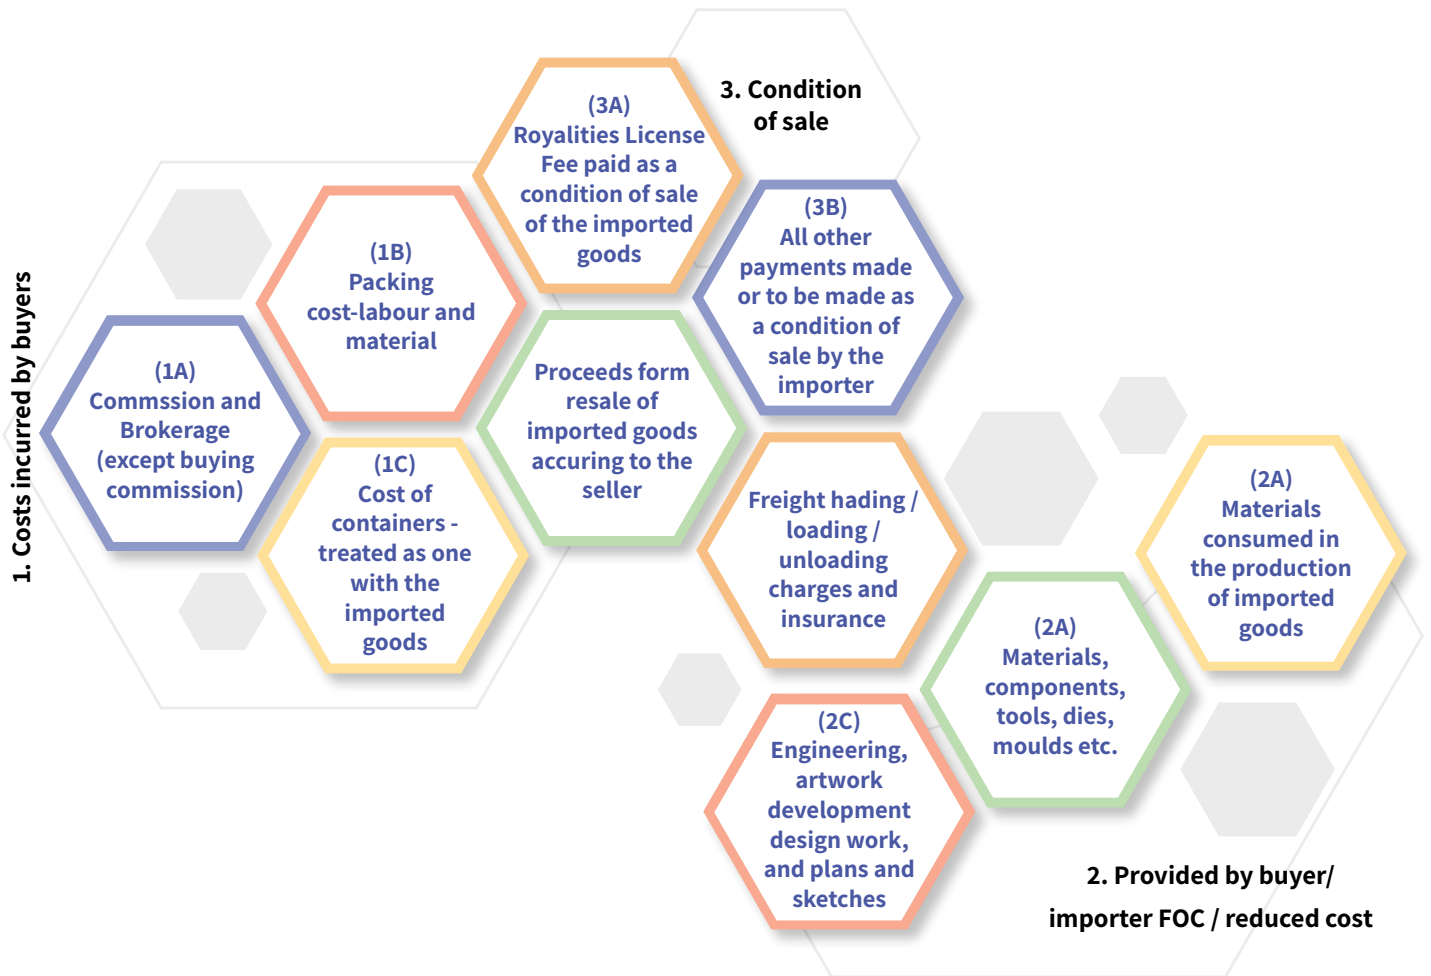 1. Costs incurred by buyers
(1A)
Commssion and
Brokerage
(except buying
commission)
(1B)
Packing
cost-labour and
material
(1C)
Cost of
containers -
treated as one
with the
imported
goods
3. Condition
of sale
(3A)
Royalities License
Fee paid as a
condition of sale
of the imported
goods
(3B)
All other
payments made
or to be made as
a condition of
sale by the
importer
Proceeds form
resale of
imported goods
accuring to the
seller
Freight hading /
loading /
unloading
charges and
insurance
(2A)
Materials
consumed in
the production
of imported
goods
(2A)
Materials,
components,
tools, dies,
moulds etc.
(2C)
Engineering,
artwork
development
design work,
and plans and
sketches
2. Provided by buyer/
importer FOC / reduced cost